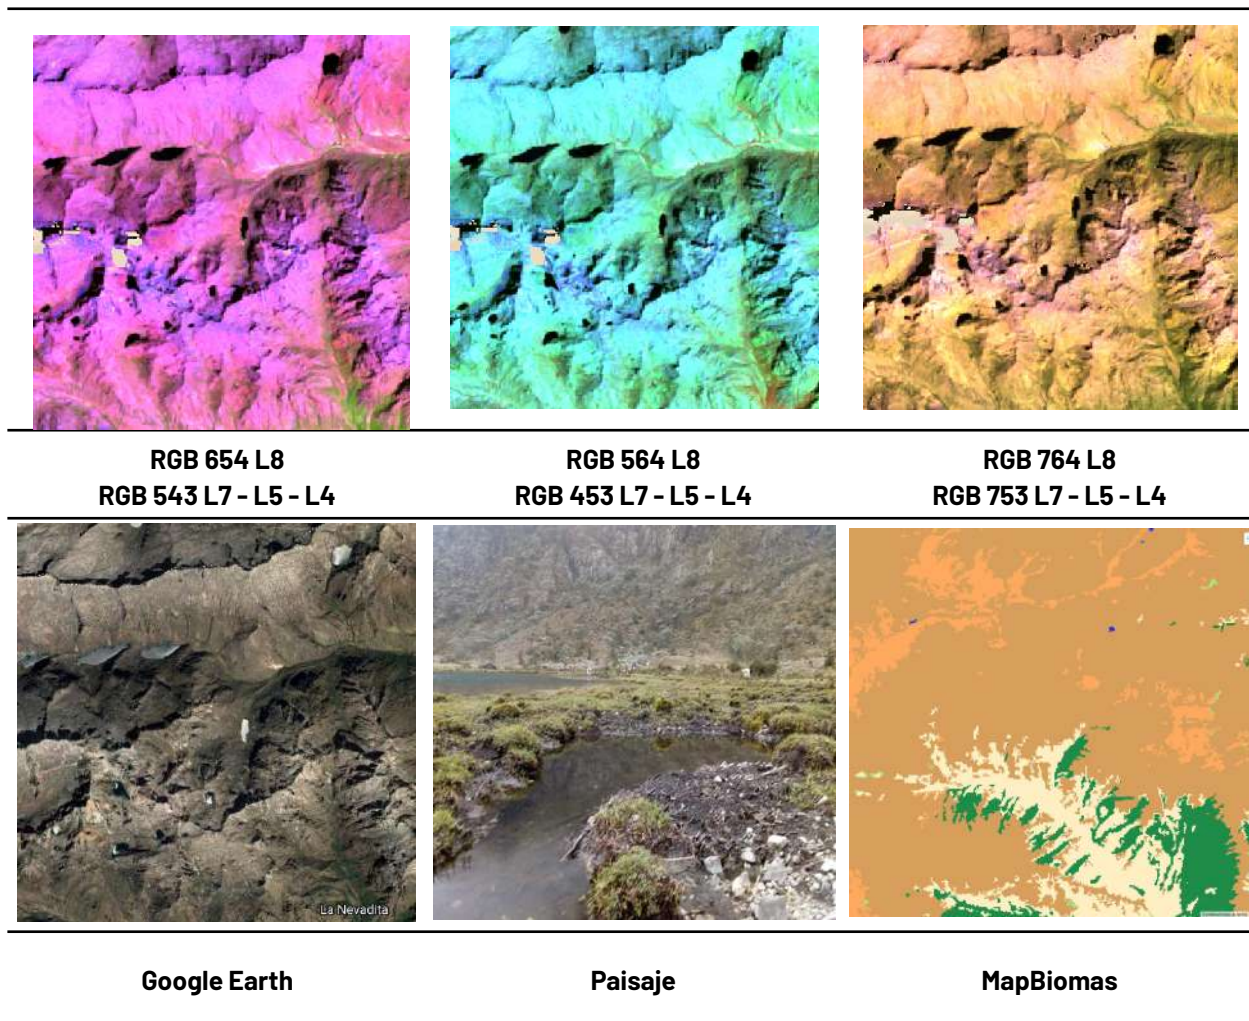 RGB 654 L8
RGB 543 L7 - L5 - L4
RGB 564 L8
RGB 453 L7 - L5 - L4
RGB 764 L8
RGB 753 L7 - L5 - L4
La Nevadita
Google Earth
Paisaje
MapBiomas